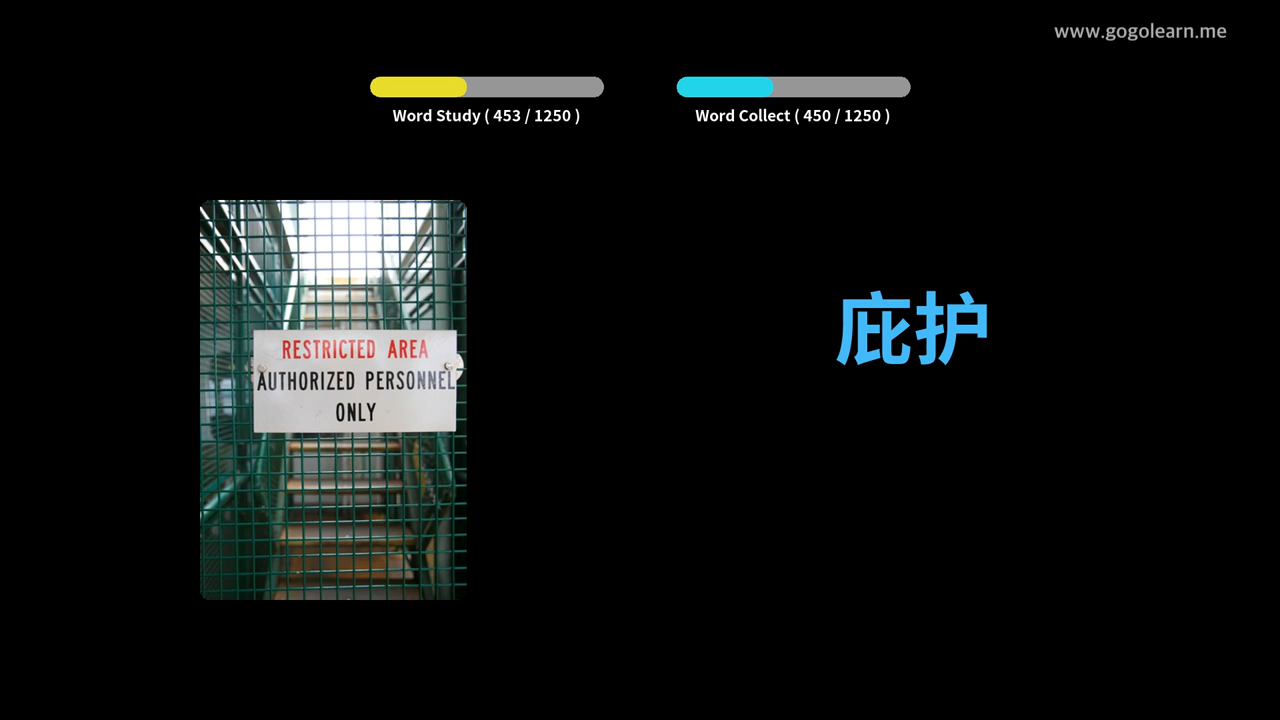 www.gogolearn.me
Word Study ( 453 / 1250 )
Word Collect ( 450 / 1250 )
RESTRICTED AREA
AUTHORIZED PERSONNEL
ONLY
庇护